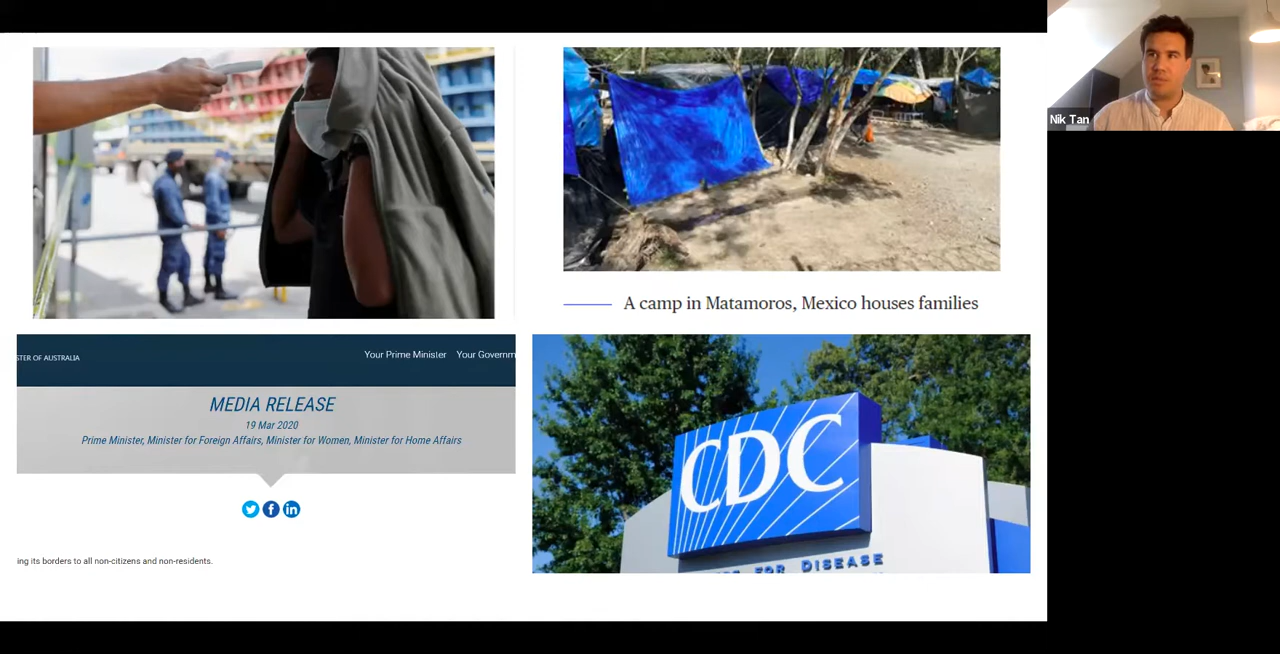 Nik Tan
A camp in Matamoros, Mexico houses families
STER OF AUSTRALIA
Your Prime Minister Your Governm
MEDIA RELEASE
19 Mar 2020
Prime Minister, Minister for Foreign Affairs, Minister for Women, Minister for Home Affairs
ing its borders to all non-citizens and non-residents.
CDC
FOR DISEASE